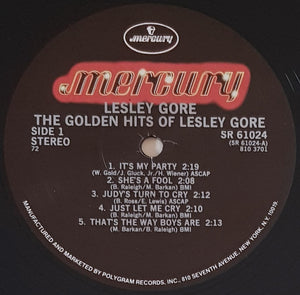 mercury
mercury
LESLEY GORE
THE GOLDEN HITS OF LESLEY GORE
SIDE 1 SR 61024
STEREO (SR 61024-A)
72 810 3701
1. IT'S MY PARTY 2:19
(W. Gold/J. Gluck, Jr./H. Wiener) ASCAP
2. SHE'S A FOOL 2:08
(B. Raleigh/M. Barkan) BMI
3. JUDY'S TURN TO CRY 2:12
(B. Ross/E. Lewis) ASCAP
4. JUST LET ME CRY 2:10
(B. Raleigh/M. Barkan) BMI
5. THAT'S THE WAY BOYS ARE 2:13
(B. Raleigh/M. Barkan) BMI
MANUFACTURED AND MARKETED BY POLYGRAM RECORDS, INC., 810 SEVENTH AVENUE, NEW YORK, N.Y. 10019.